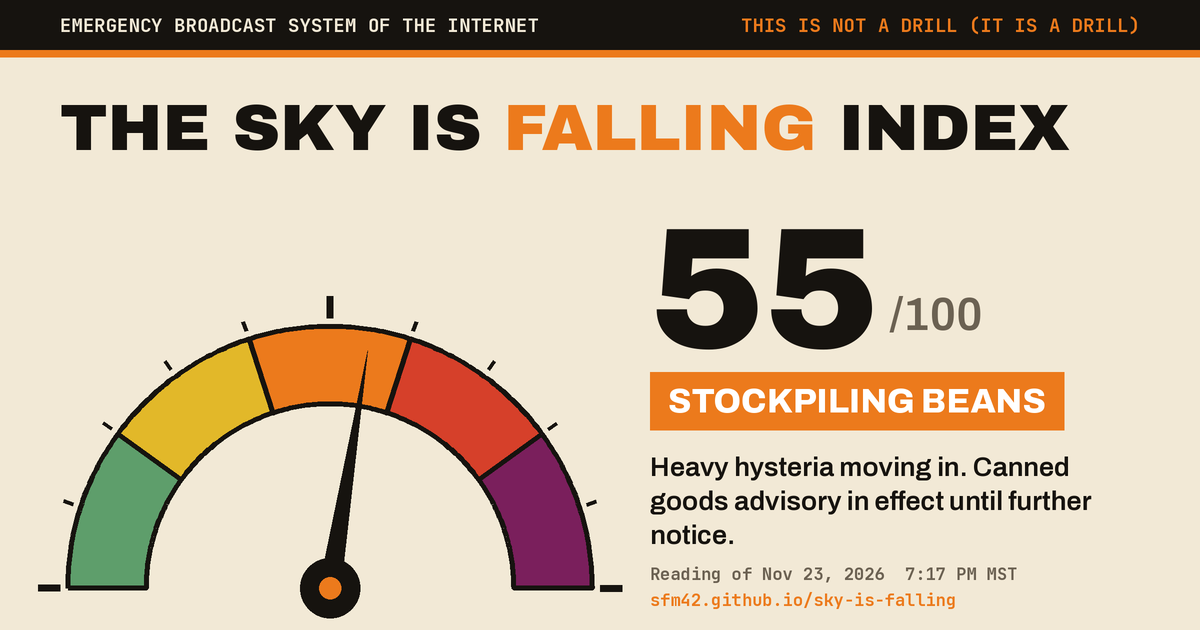 EMERGENCY BROADCAST SYSTEM OF THE INTERNET
THIS IS NOT A DRILL (IT IS A DRILL)
THE SKY IS FALLING INDEX
55 /100
STOCKPILING BEANS
Heavy hysteria moving in. Canned
goods advisory in effect until further
notice.
Reading of Nov 23, 2026 7:17 PM MST
sfm42.github.io/sky-is-falling